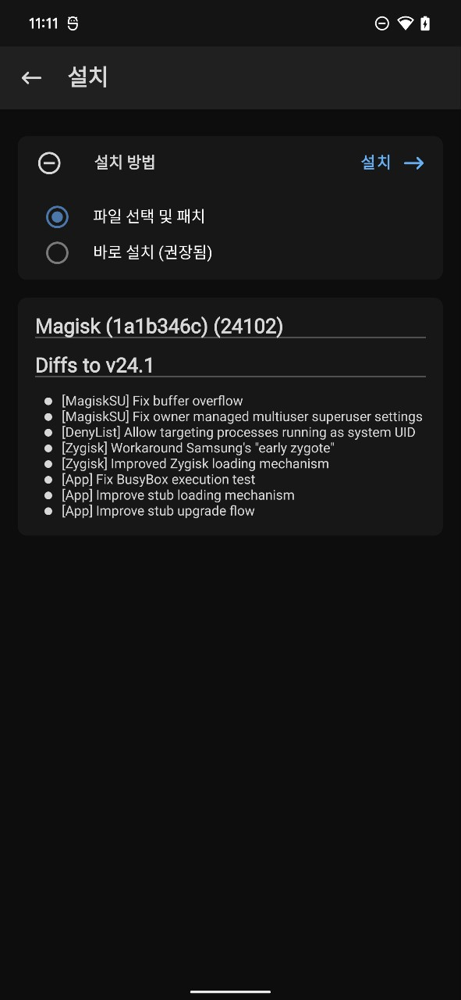 11:11
설치
설치 방법
설치
파일 선택 및 패치
바로 설치 (권장됨)
Magisk (1a1b346c) (24102)
Diffs to v24.1
[MagiskSU] Fix buffer overflow
[MagiskSU] Fix owner managed multiuser superuser settings
[DenyList] Allow targeting processes running as system UID
[Zygisk] Workaround Samsung's "early zygote"
[Zygisk] Improved Zygisk loading mechanism
[App] Fix BusyBox execution test
[App] Improve stub loading mechanism
[App] Improve stub upgrade flow